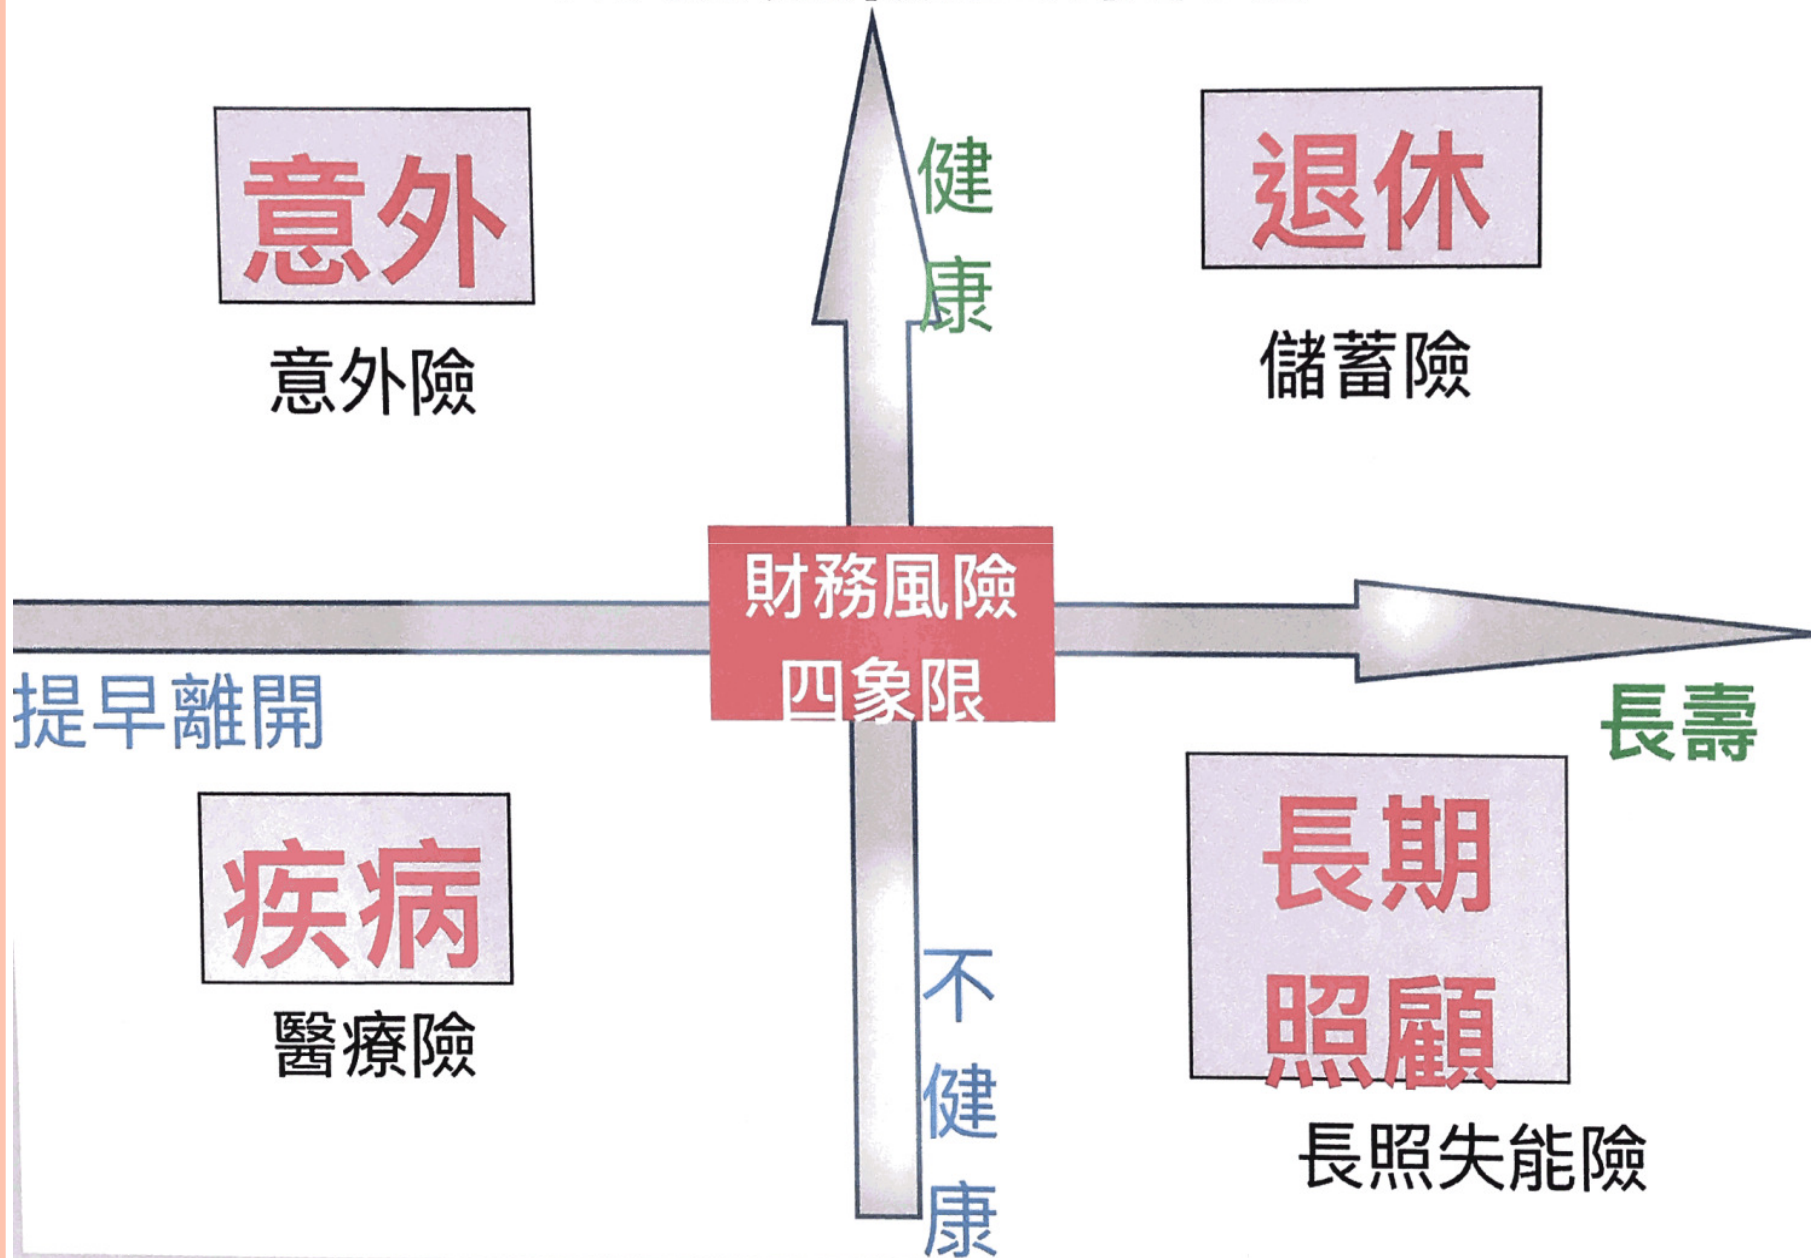 意外
意外險
健康
退休
儲蓄險
財務風險
四象限
提早離開
長壽
疾病
醫療險
不健康
長期
照顧
長照失能險